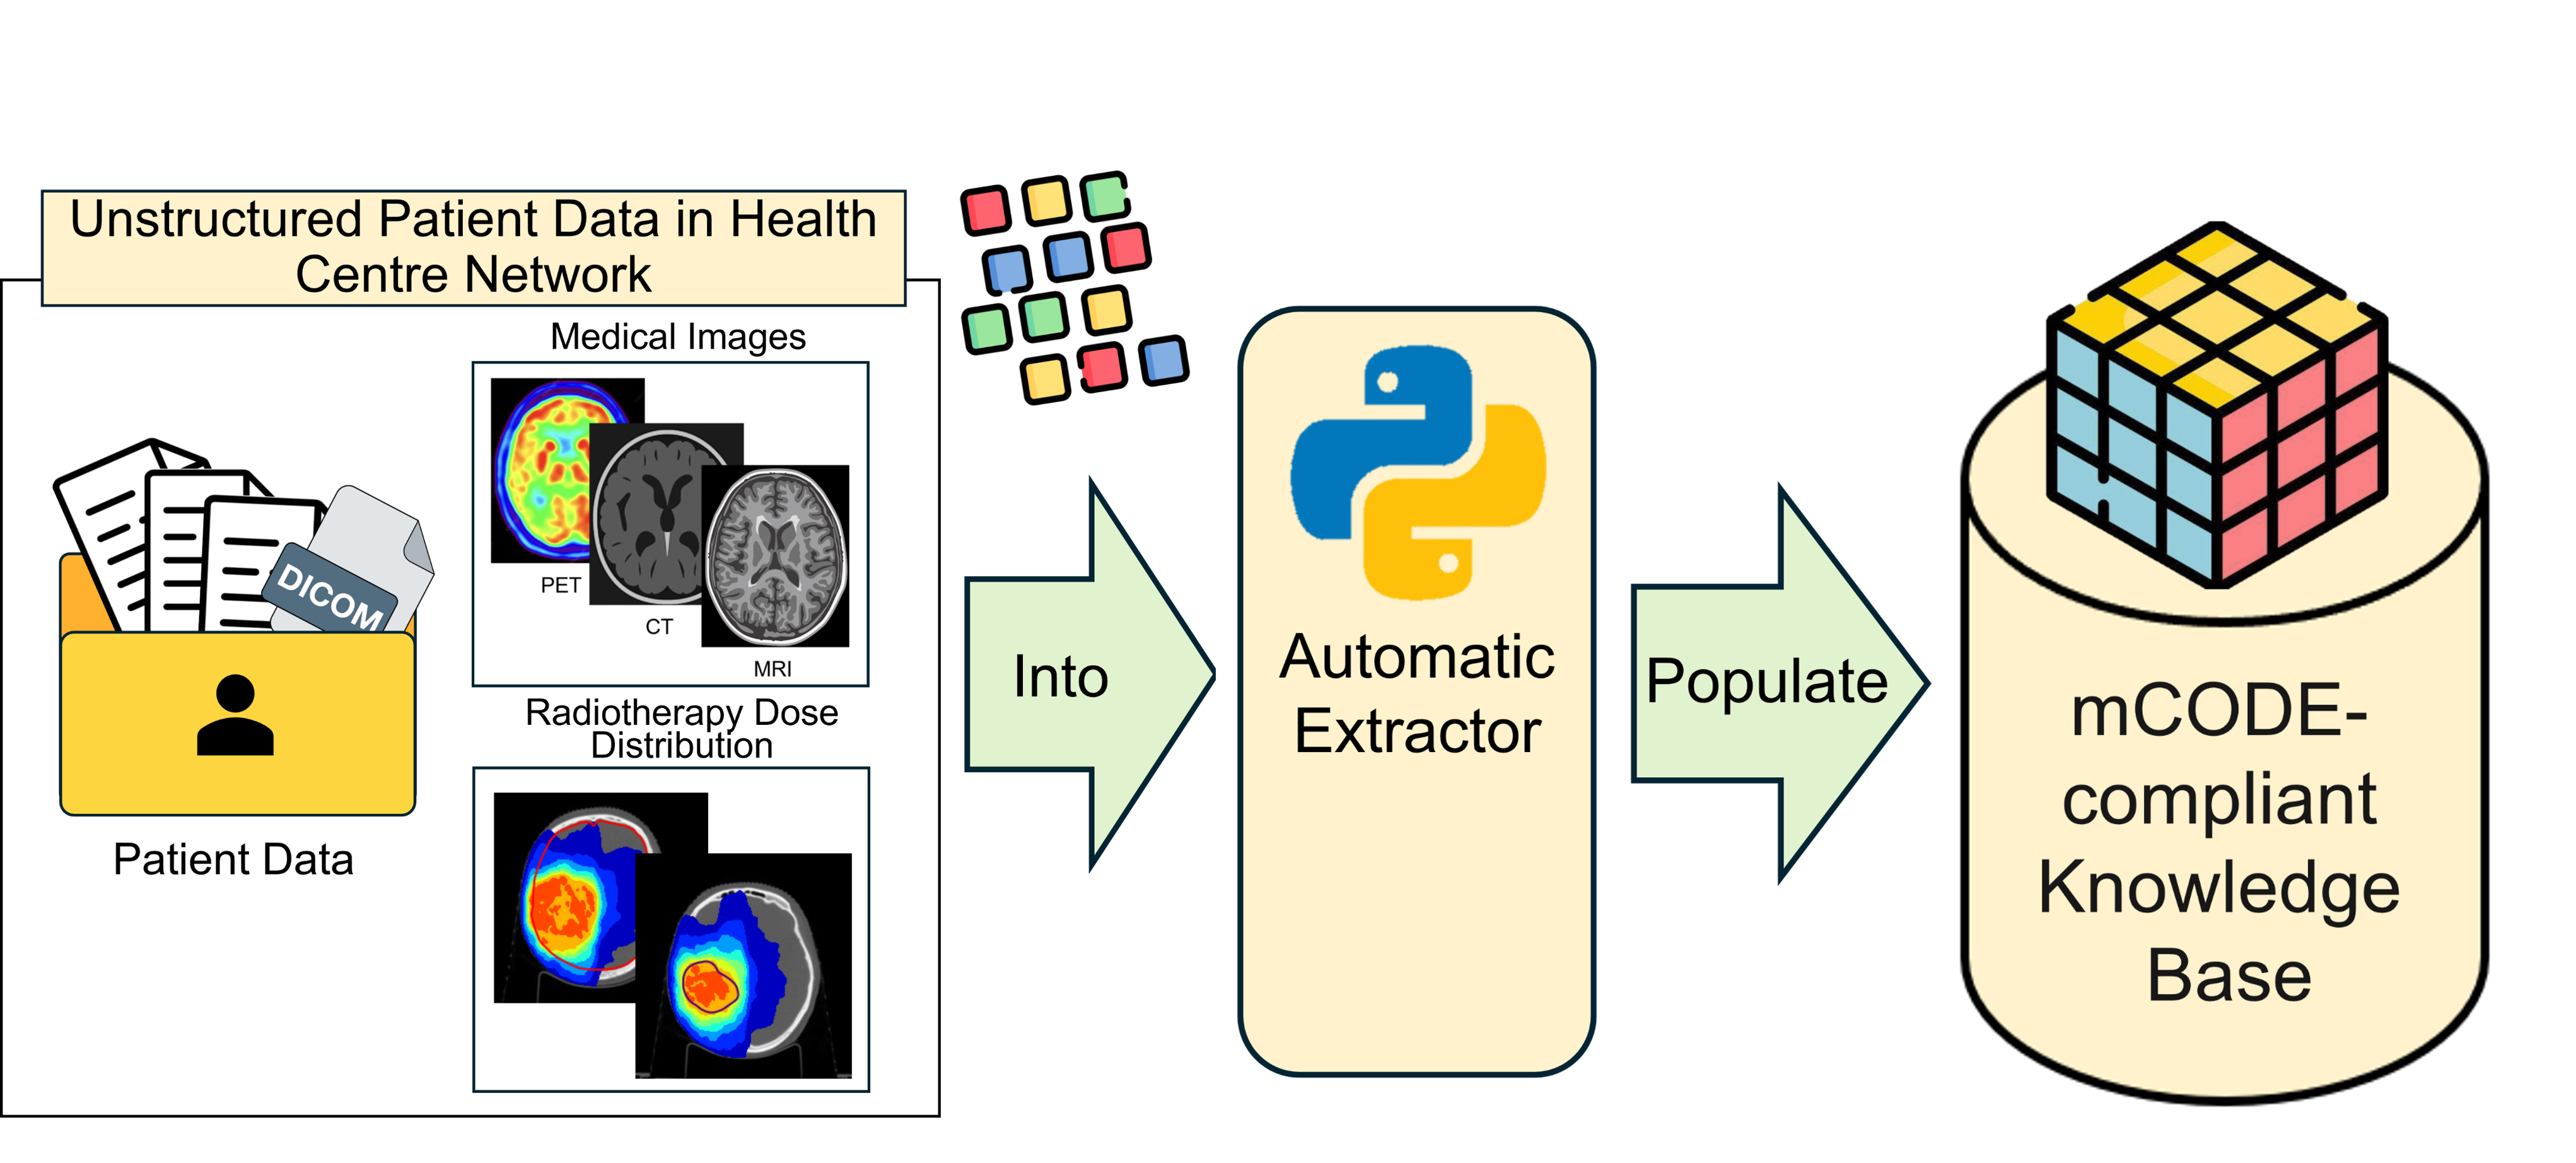 Unstructured Patient Data in Health
Centre Network
Medical Images
PET
CT
MRI
DICOM
Patient Data
Radiotherapy Dose
Distribution
Into
Automatic
Extractor
Populate
mCODE-
compliant
Knowledge
Base